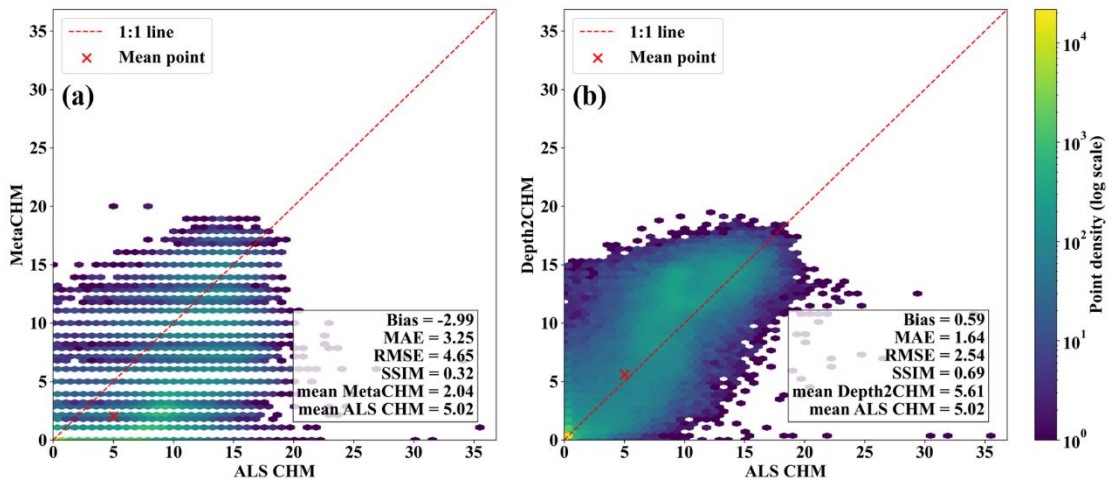 1:1 line
Mean point
(a)
35
30
25
20
15
10
5
0
MetaCHM
Bias = -2.99
MAE = 3.25
RMSE = 4.65
SSIM = 0.32
mean MetaCHM = 2.04
mean ALS CHM = 5.02
0 5 10 15 20 25 30 35
ALS CHM
1:1 line
Mean point
(b)
35
30
25
20
15
10
5
0
Depth2CHM
Bias = 0.59
MAE = 1.64
RMSE = 2.54
SSIM = 0.69
mean Depth2CHM = 5.61
mean ALS CHM = 5.02
0 5 10 15 20 25 30 35
ALS CHM
10⁴
10³
10²
10¹
10⁰
Point density (log scale)